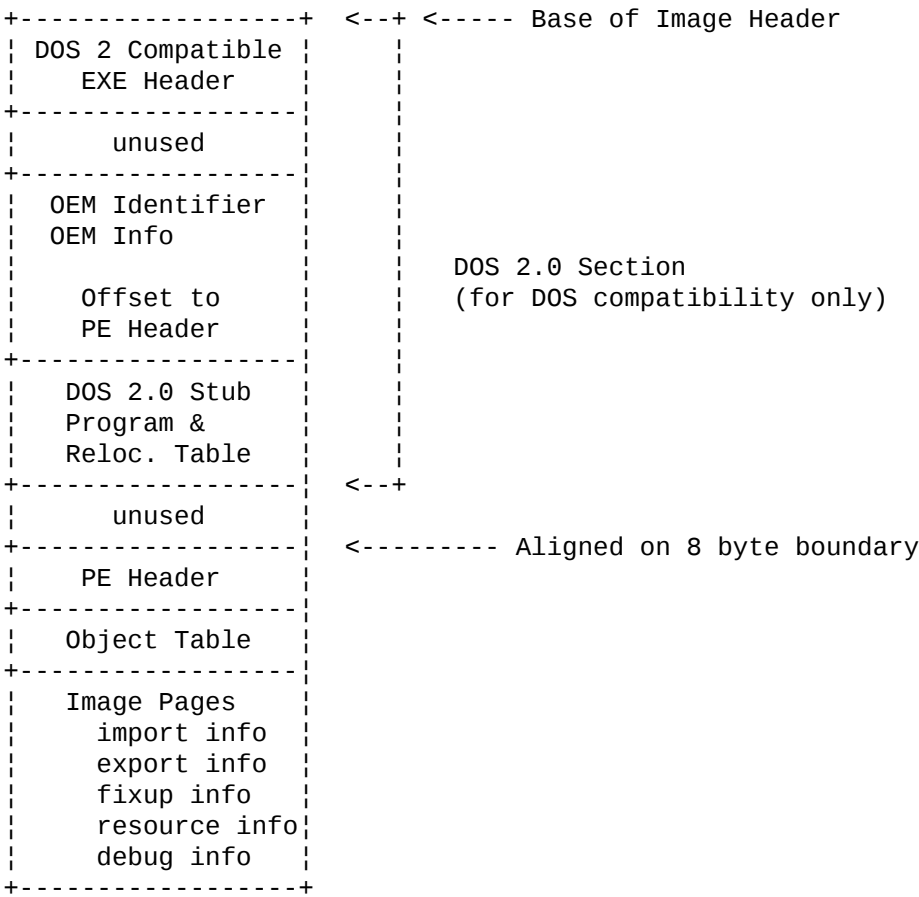 +------------------+ <--+ <----- Base of Image Header
¦ DOS 2 Compatible ¦ ¦
¦ EXE Header ¦ ¦
+------------------¦ ¦
¦ unused ¦ ¦
+------------------¦ ¦
¦ OEM Identifier ¦ ¦
¦ OEM Info ¦ ¦
¦ ¦ ¦ DOS 2.0 Section
¦ Offset to ¦ ¦ (for DOS compatibility only)
¦ PE Header ¦ ¦
+------------------¦ ¦
¦ DOS 2.0 Stub ¦ ¦
¦ Program & ¦ ¦
¦ Reloc. Table ¦ ¦
+------------------¦ <--+
¦ unused ¦
+------------------¦ <--------- Aligned on 8 byte boundary
¦ PE Header ¦
+------------------¦
¦ Object Table ¦
+------------------¦
¦ Image Pages ¦
¦ import info ¦
¦ export info ¦
¦ fixup info ¦
¦ resource info¦
¦ debug info ¦
+------------------+